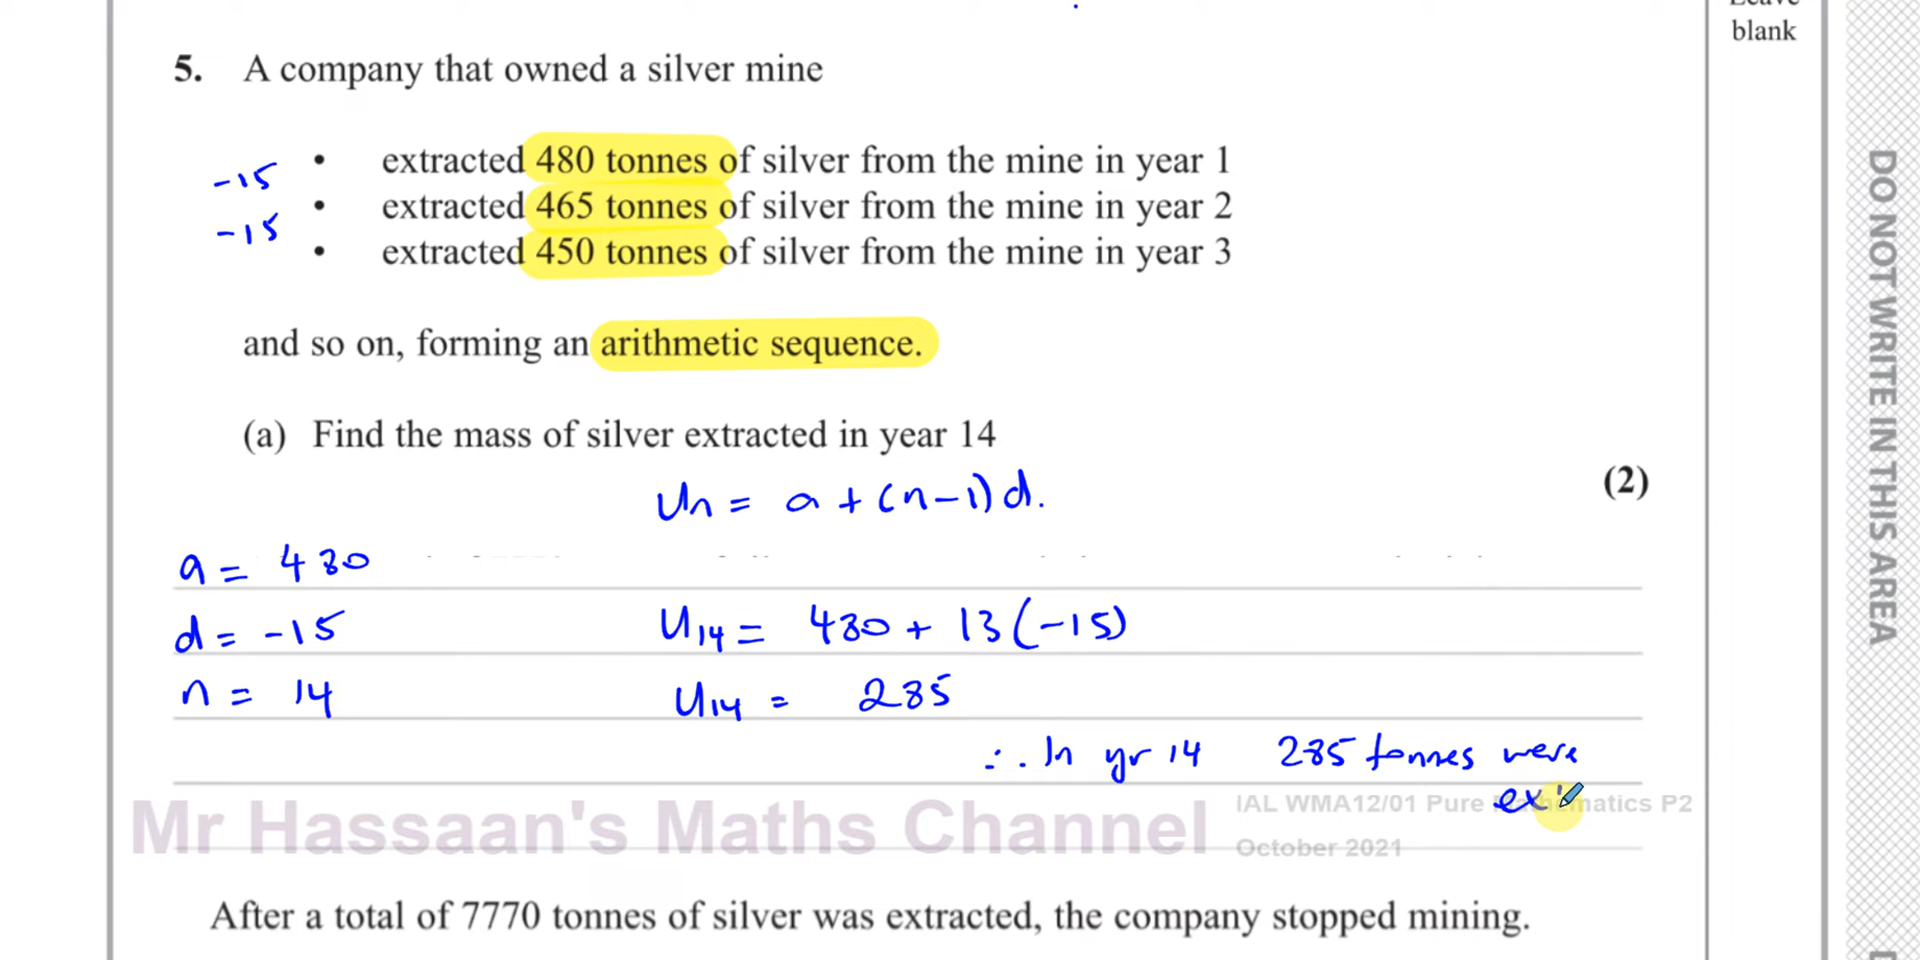 blank
5. A company that owned a silver mine
-15 • extracted 480 tonnes of silver from the mine in year 1
-15 • extracted 465 tonnes of silver from the mine in year 2
• extracted 450 tonnes of silver from the mine in year 3
and so on, forming an arithmetic sequence.
(a) Find the mass of silver extracted in year 14
(2)
Un = a + (n-1)d.
a = 480
d = -15
n = 14
U14 = 480 + 13(-15)
U14 = 285
∴ In yr 14 285 tonnes were
Mr Hassaan's Maths Channel
IAL WMA12/01 Pure Mathematics P2
October 2021
After a total of 7770 tonnes of silver was extracted, the company stopped mining.
DO NOT WRITE IN THIS AREA